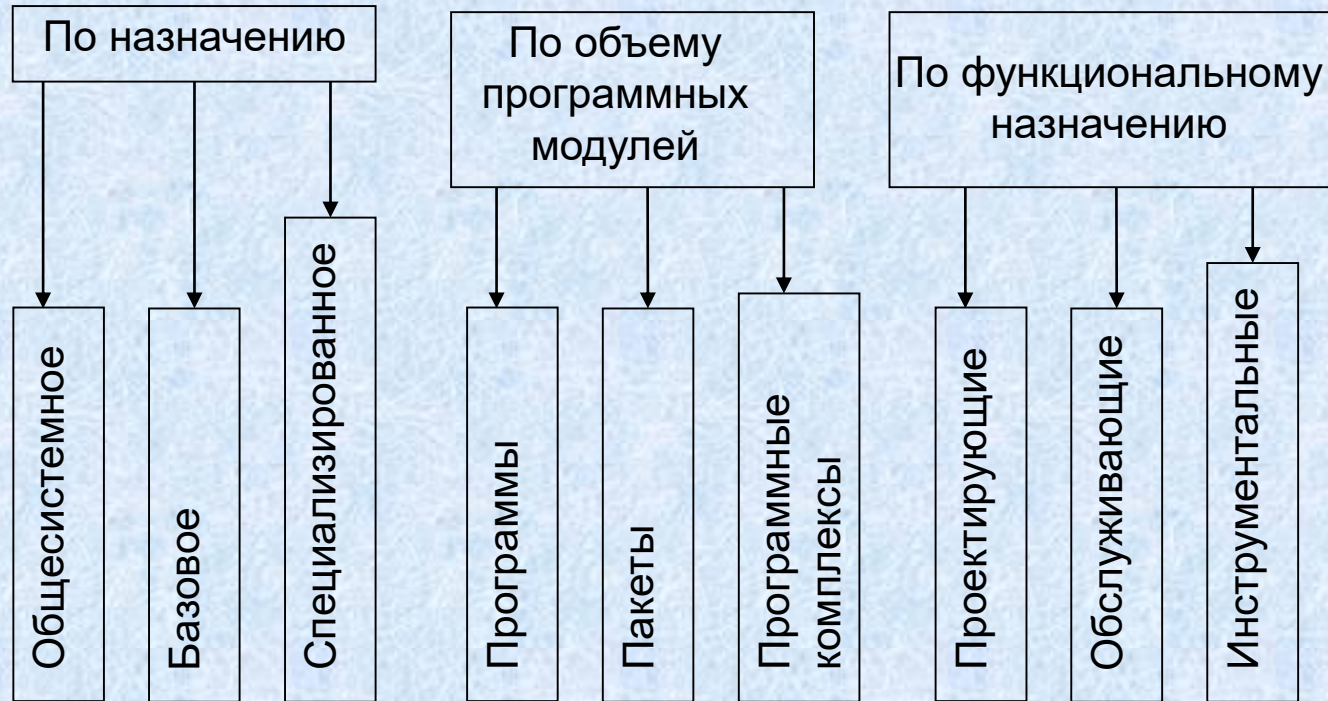 По назначению
Общесистемное
Базовое
Специализированное
По объему
программных
модулей
Программы
Пакеты
Программные
комплексы
По функциональному
назначению
Проектирующие
Обслуживающие
Инструментальные